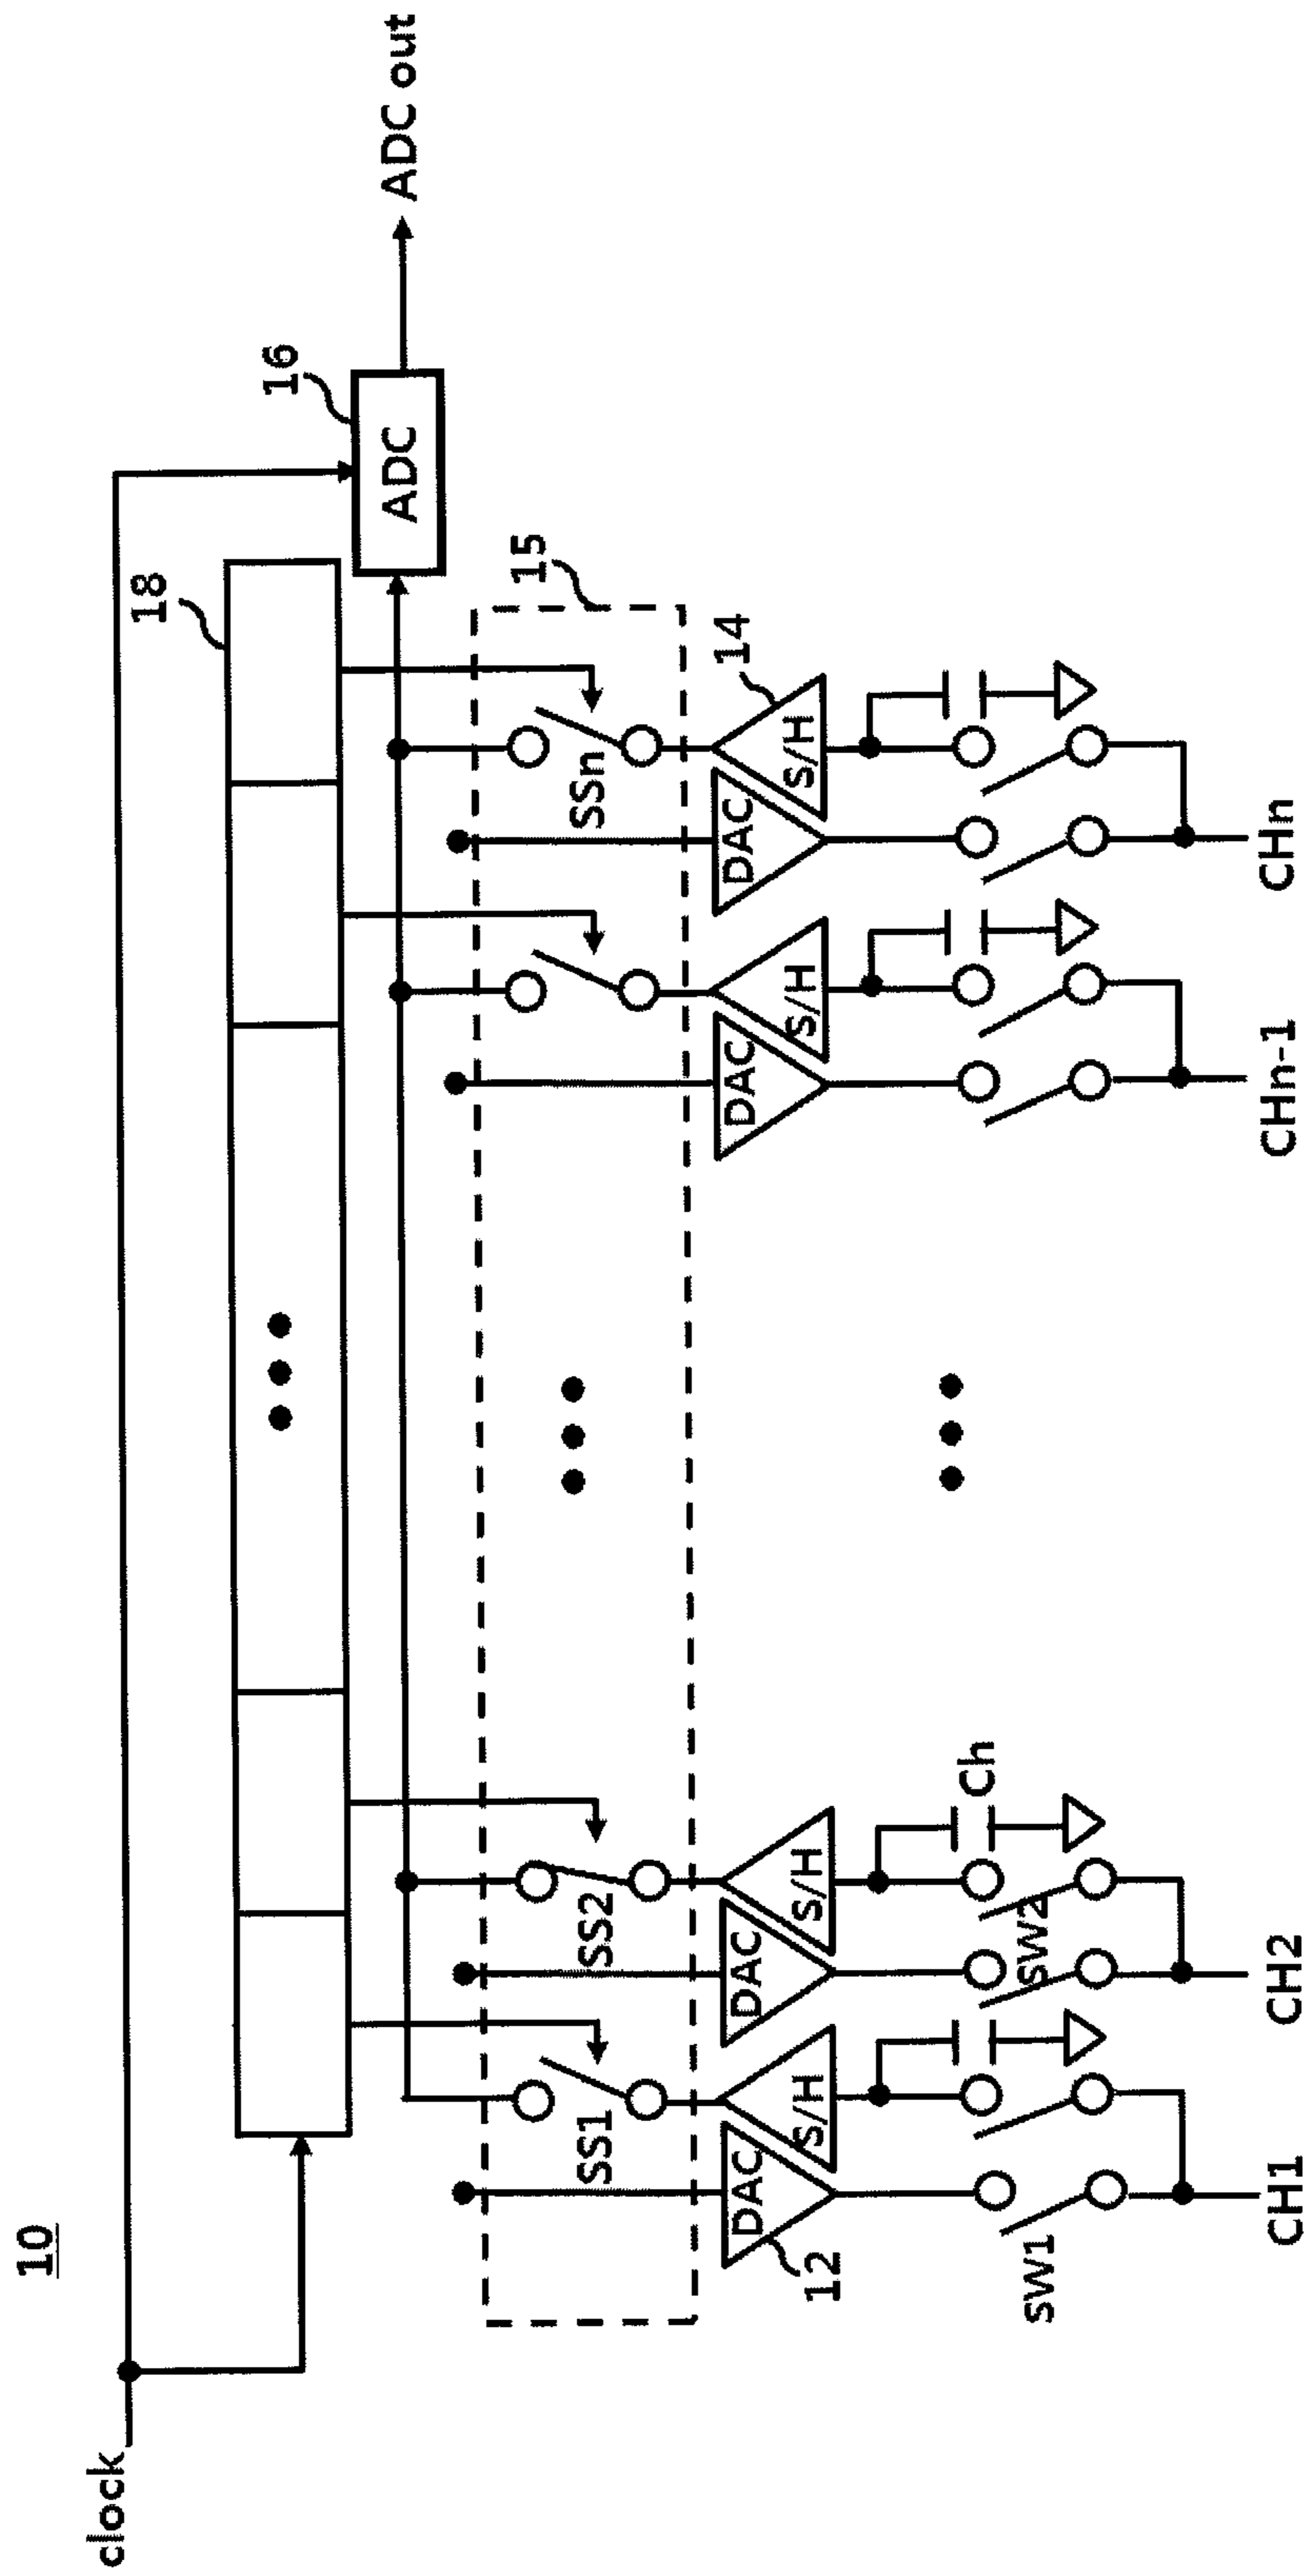 10
clock
18
16
ADC
ADC out
15
SS1
SS2
SSn
DAC
S/H
DAC
S/H
DAC
S/H
DAC
S/H
12
14
SW1
SW2
Ch
CH1
CH2
CHn-1
CHn